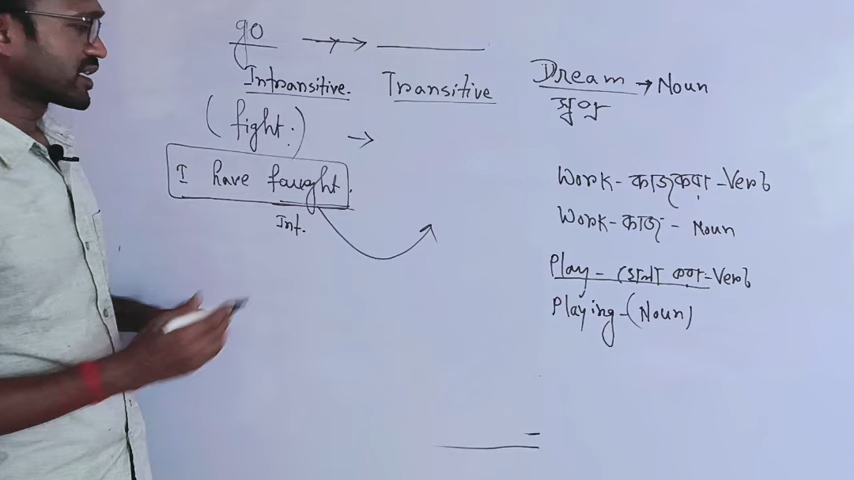 go →→
Intransitive. Transitive
(fight.) →
I have faught.
Int.
Dream → Noun
স্বপ্ন
Work - কাজকরা - Verb
Work - কাজ - Noun
Play - খেলা করা - Verb
Playing - (Noun)